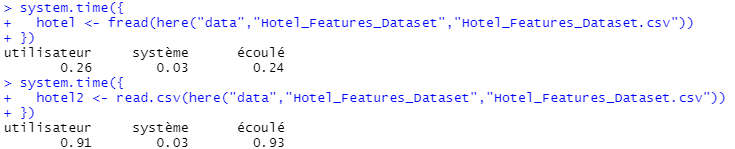 > system.time({
+   hotel <- fread(here("data","Hotel_Features_Dataset","Hotel_Features_Dataset.csv"))
+ })
utilisateur     système      écoulé
       0.26        0.03        0.24
> system.time({
+   hotel2 <- read.csv(here("data","Hotel_Features_Dataset","Hotel_Features_Dataset.csv"))
+ })
utilisateur     système      écoulé
       0.91        0.03        0.93